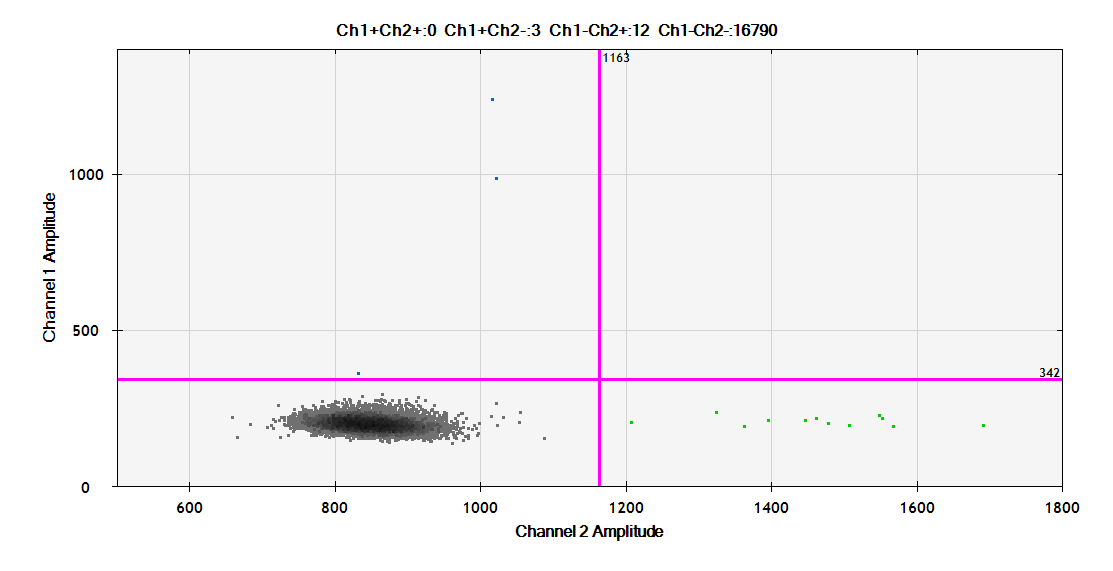 Ch1+Ch2+:0 Ch1+Ch2-:3 Ch1-Ch2+:12 Ch1-Ch2-:16790
1163
1000
Channel 1 Amplitude
500
342
0
600 800 1000 1200 1400 1600 1800
Channel 2 Amplitude